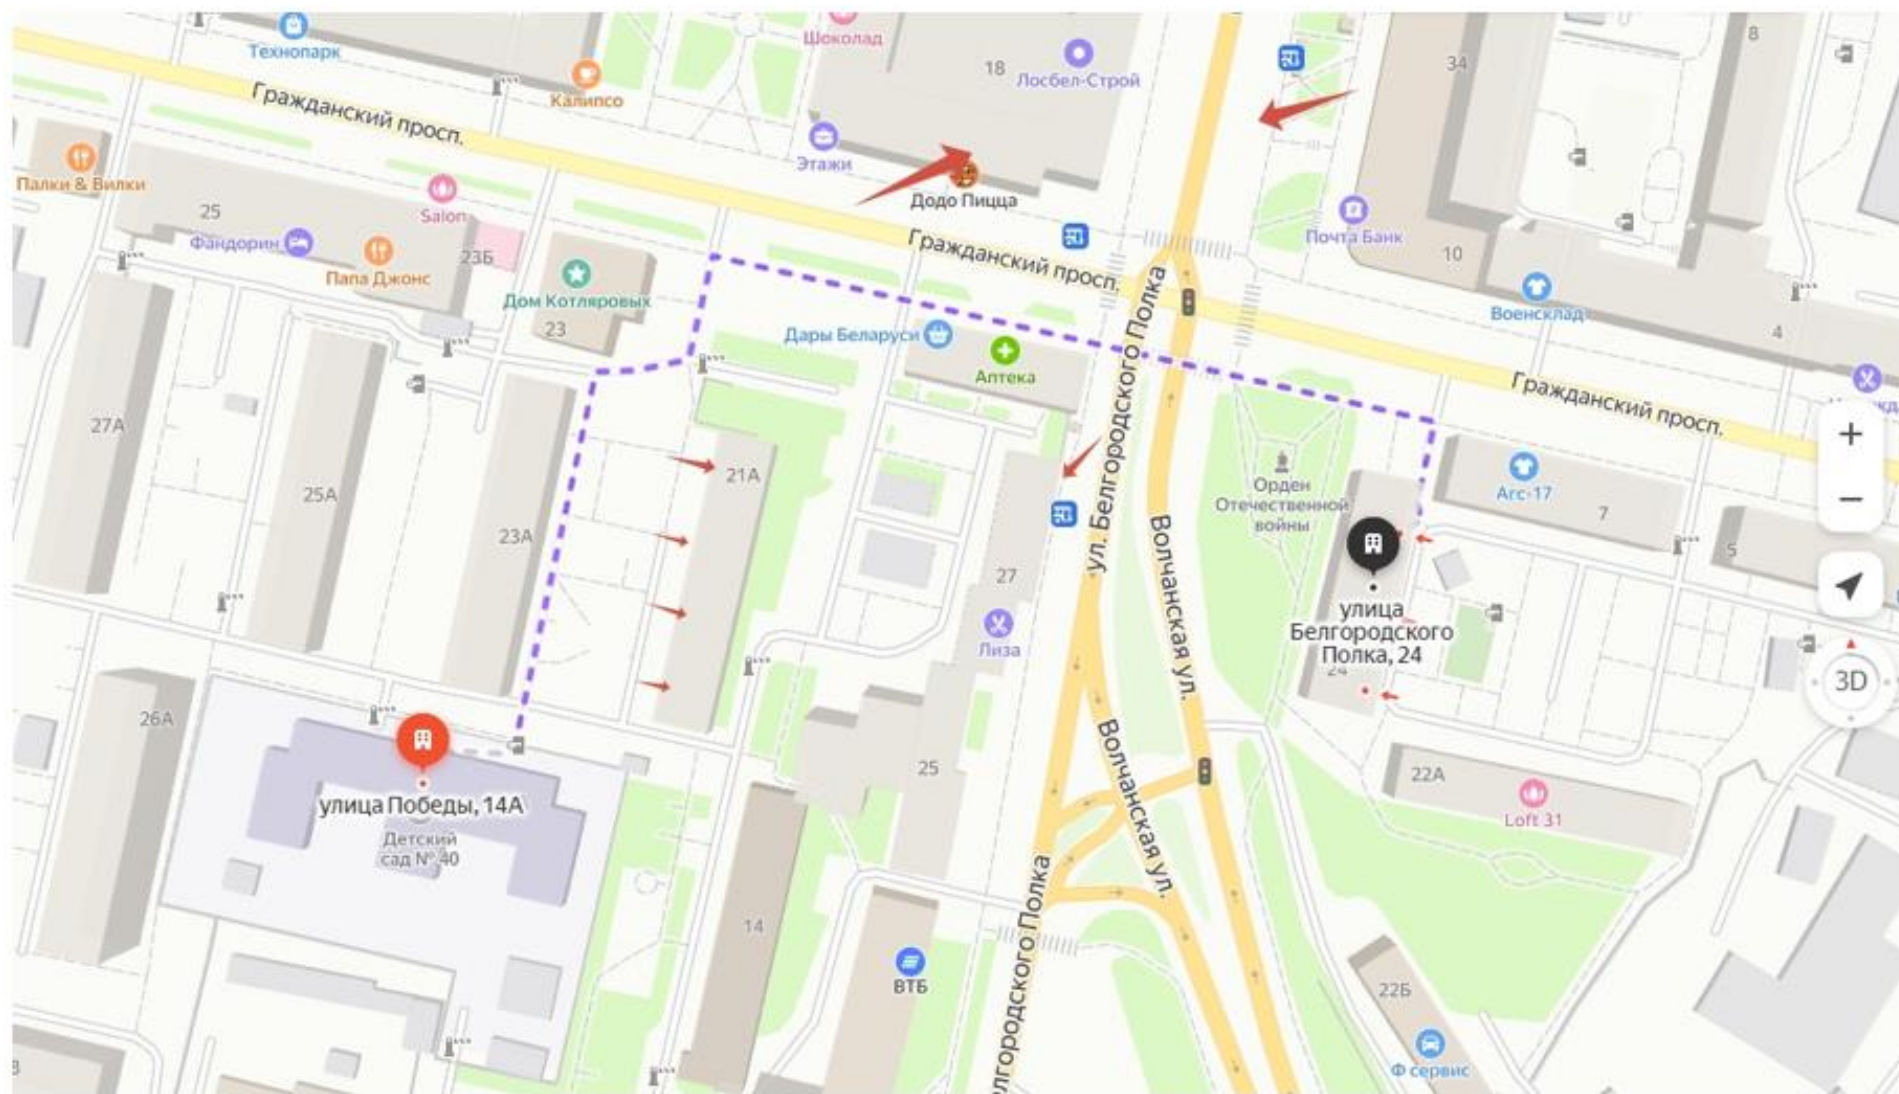 Технопарк
Калипсо
Шоколад
18
Лосбел-Строй
34
8
Гражданский просп.
Этажи
Палки & Вилки
25
Salon
Фандорин
Папа Джонс
23Б
Дом Котляровых
23
Додо Пицца
Почта Банк
10
Гражданский просп.
Военсклад
4
Дары Беларуси
Аптека
ул. Белгородского Полка
Гражданский просп.
27А
25А
23А
21А
27
Лиза
Волчанская ул.
Орден
Отечественной
войны
Агс-17
7
5
улица
Белгородского
Полка, 24
24
3D
26А
улица Победы, 14А
Детский
сад № 40
25
Волчанская ул.
22А
Loft 31
14
ВТБ
елгородского Полка
22Б
Ф сервис